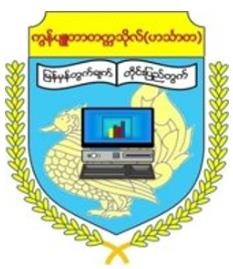 ကွန်ပျူတာတက္ကသိုလ်(ဟင်္သာတ)
မြန်မှန်တွက်ချက် တိုင်းပြည်တွက်